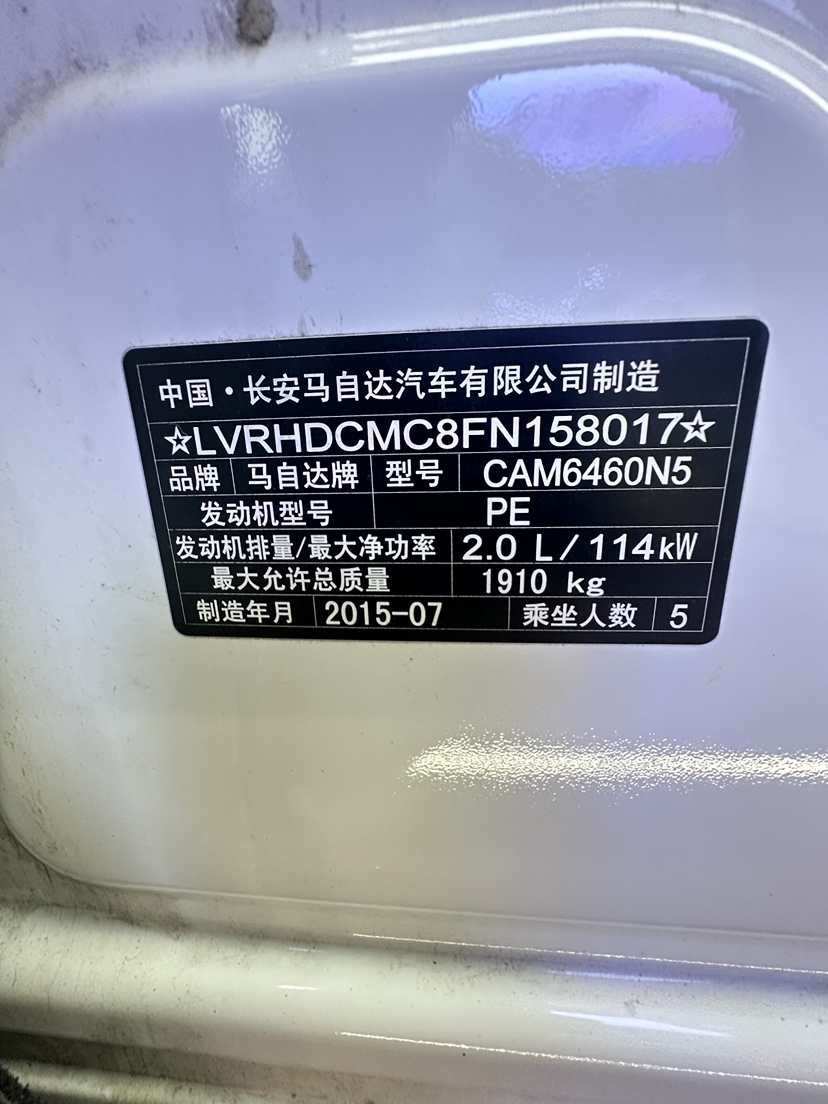 中国·长安马自达汽车有限公司制造
☆LVRHDCMC8FN158017☆
品牌 马自达牌 型号 CAM6460N5
发动机型号 PE
发动机排量/最大净功率 2.0 L/114kW
最大允许总质量 1910 kg
制造年月 2015-07 乘坐人数 5